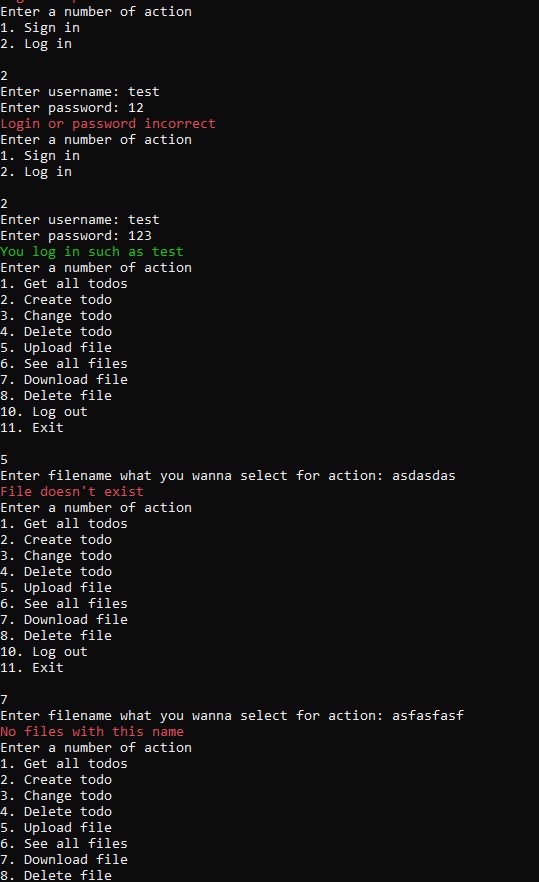 Enter a number of action
1. Sign in
2. Log in
2
Enter username: test
Enter password: 12
Login or password incorrect
Enter a number of action
1. Sign in
2. Log in
2
Enter username: test
Enter password: 123
You log in such as test
Enter a number of action
1. Get all todos
2. Create todo
3. Change todo
4. Delete todo
5. Upload file
6. See all files
7. Download file
8. Delete file
10. Log out
11. Exit
5
Enter filename what you wanna select for action: asdasdas
File doesn't exist
Enter a number of action
1. Get all todos
2. Create todo
3. Change todo
4. Delete todo
5. Upload file
6. See all files
7. Download file
8. Delete file
10. Log out
11. Exit
7
Enter filename what you wanna select for action: asfasfasf
No files with this name
Enter a number of action
1. Get all todos
2. Create todo
3. Change todo
4. Delete todo
5. Upload file
6. See all files
7. Download file
8. Delete file